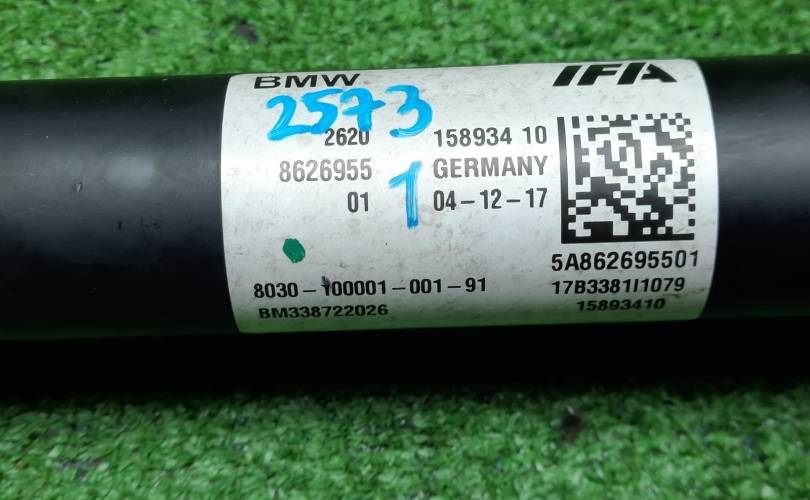 BMW
IFA
2573
2620
158934 10
8626955
1
GERMANY
01
04-12-17
5A862695501
8030-100001-001-91
17B3381I1079
BM338722026
15893410